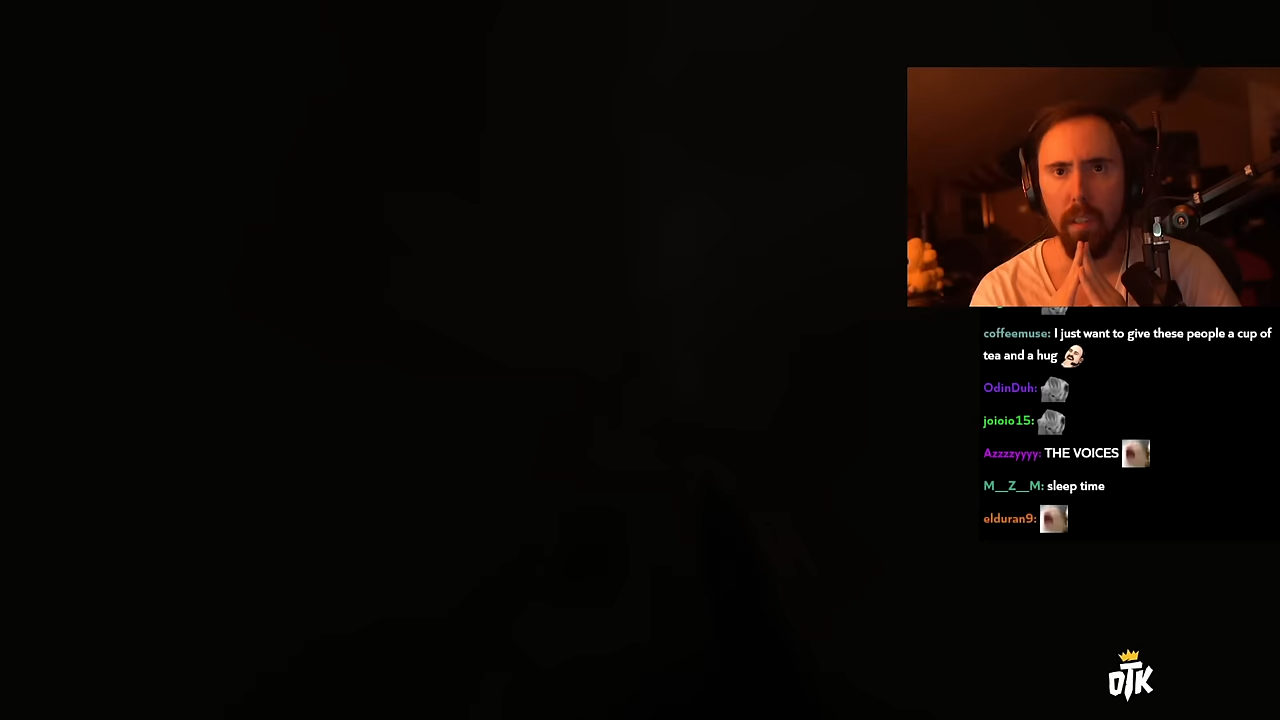 coffeemuse: I just want to give these people a cup of
tea and a hug
OdinDuh:
joioio15:
Azzzzyyyy: THE VOICES
M__Z__M: sleep time
elduran9:
OTK